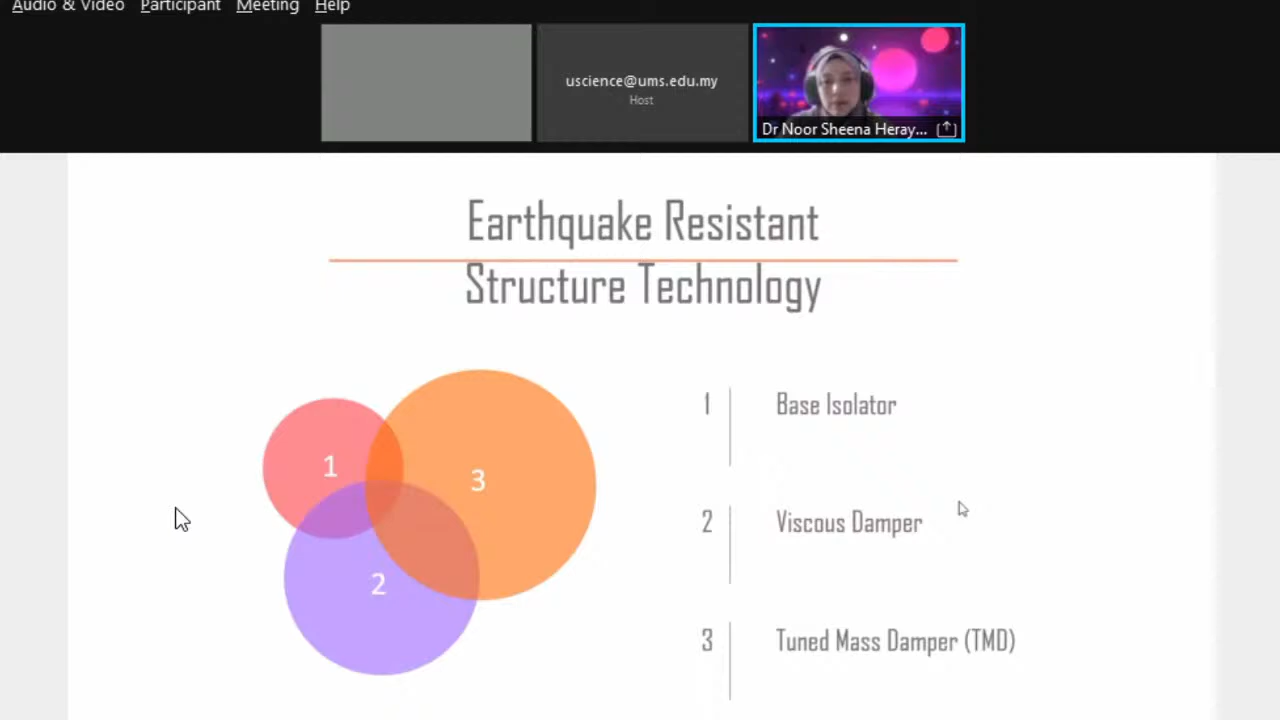 Audio & Video Participant Meeting Help
uscience@ums.edu.my
Host
Dr Noor Sheena Heray...
Earthquake Resistant
Structure Technology
1 Base Isolator
1
3
2 Viscous Damper
2
3 Tuned Mass Damper (TMD)